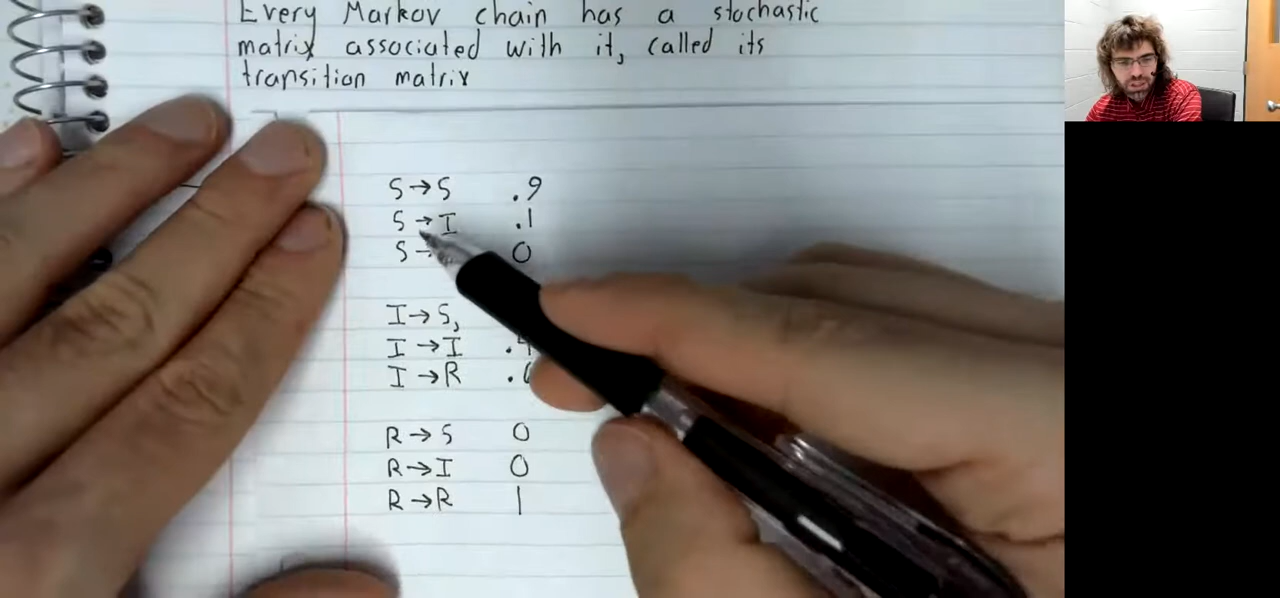 Every Markov chain has a stochastic
matrix associated with it, called its
transition matrix
S→S .9
S→I .1
S→ 0
I→S,
I→I
I→R
R→S 0
R→I 0
R→R 1